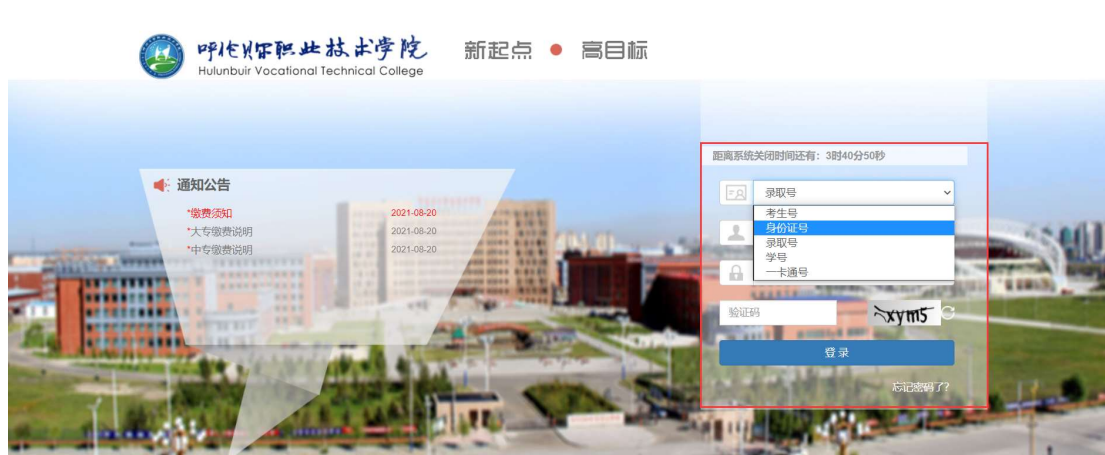 呼伦贝尔职业技术学院
Hulunbuir Vocational Technical College
新起点 • 高目标
通知公告
*缴费须知 2021-08-20
*大专缴费说明 2021-08-20
*中专缴费说明 2021-08-20
距离系统关闭时间还有：3时40分50秒
录取号
考生号
身份证号
录取号
学号
一卡通号
验证码 xym5
登录
忘记密码了?